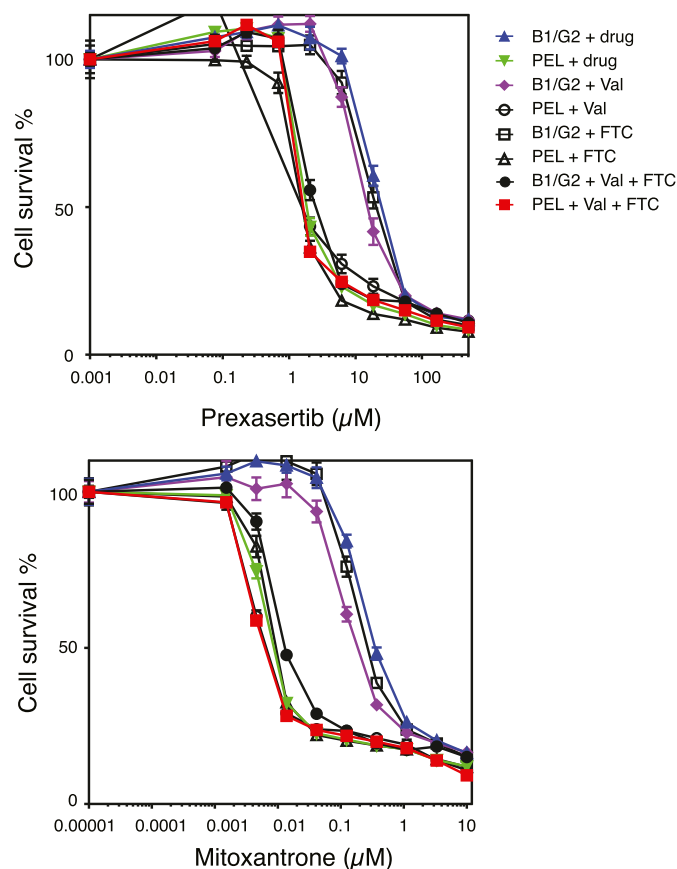 100
50
0
Cell survival %
0.001 0.01 0.1 1 10 100
Prexasertib (µM)
B1/G2 + drug
PEL + drug
B1/G2 + Val
PEL + Val
B1/G2 + FTC
PEL + FTC
B1/G2 + Val + FTC
PEL + Val + FTC
100
50
0
Cell survival %
0.00001 0.0001 0.001 0.01 0.1 1 10
Mitoxantrone (µM)